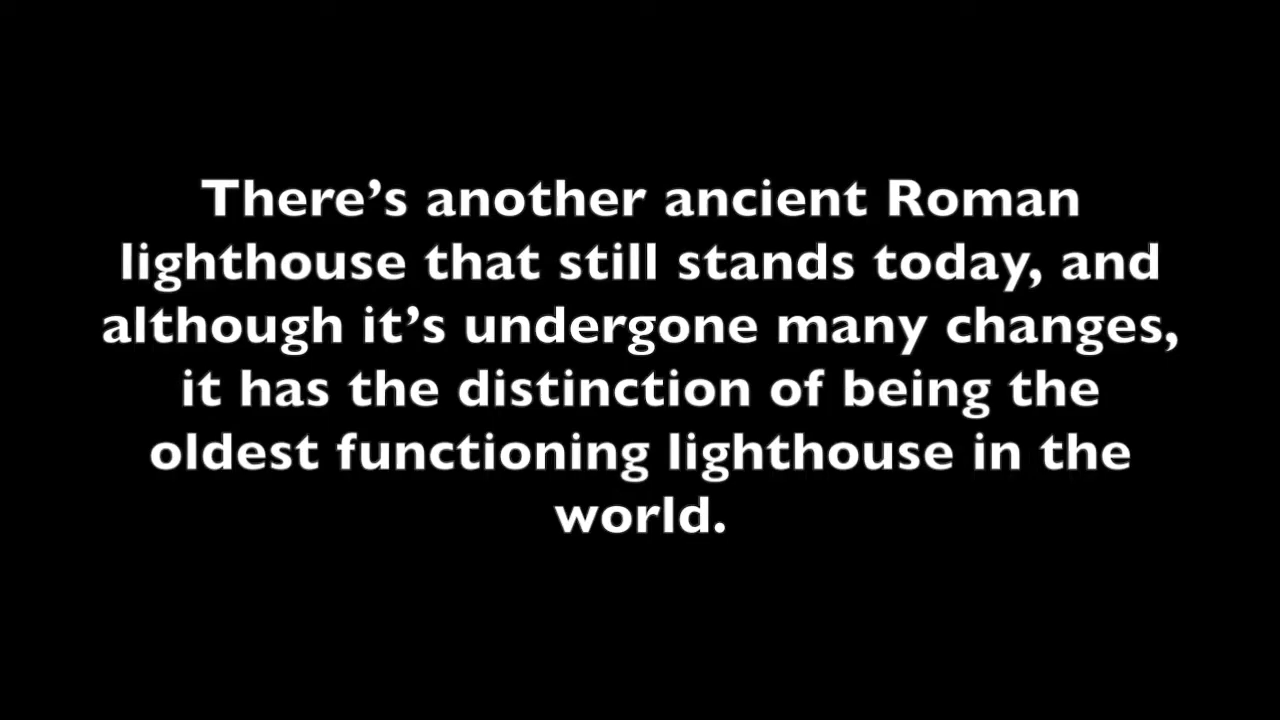 There’s another ancient Roman
lighthouse that still stands today, and
although it’s undergone many changes,
it has the distinction of being the
oldest functioning lighthouse in the
world.